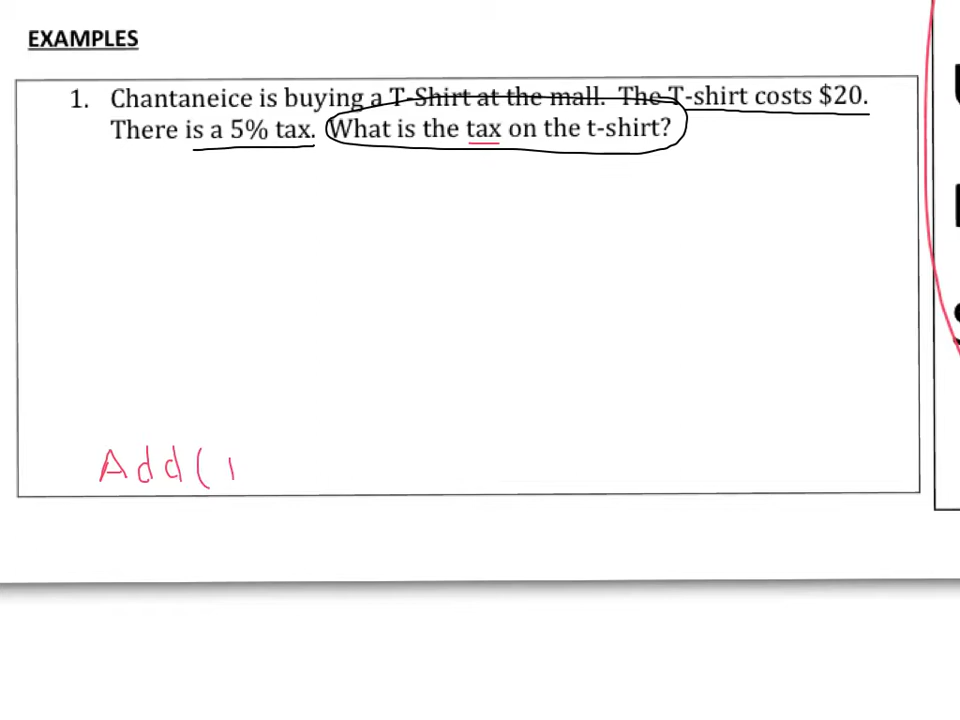 EXAMPLES
1. Chantaneice is buying a T-Shirt at the mall. The T-shirt costs $20.
There is a 5% tax. What is the tax on the t-shirt?
Add (